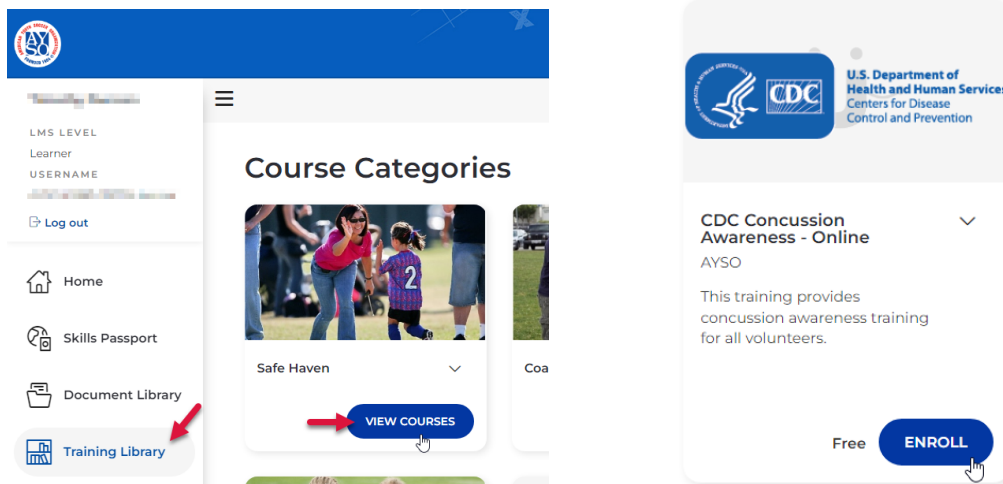 AYSO
LMS LEVEL
Learner
USERNAME
Log out
Home
Skills Passport
Document Library
Training Library
Course Categories
2
Safe Haven
VIEW COURSES
Coa
CDC
U.S. Department of
Health and Human Services
Centers for Disease
Control and Prevention
CDC Concussion
Awareness - Online
AYSO
This training provides
concussion awareness training
for all volunteers.
Free
ENROLL